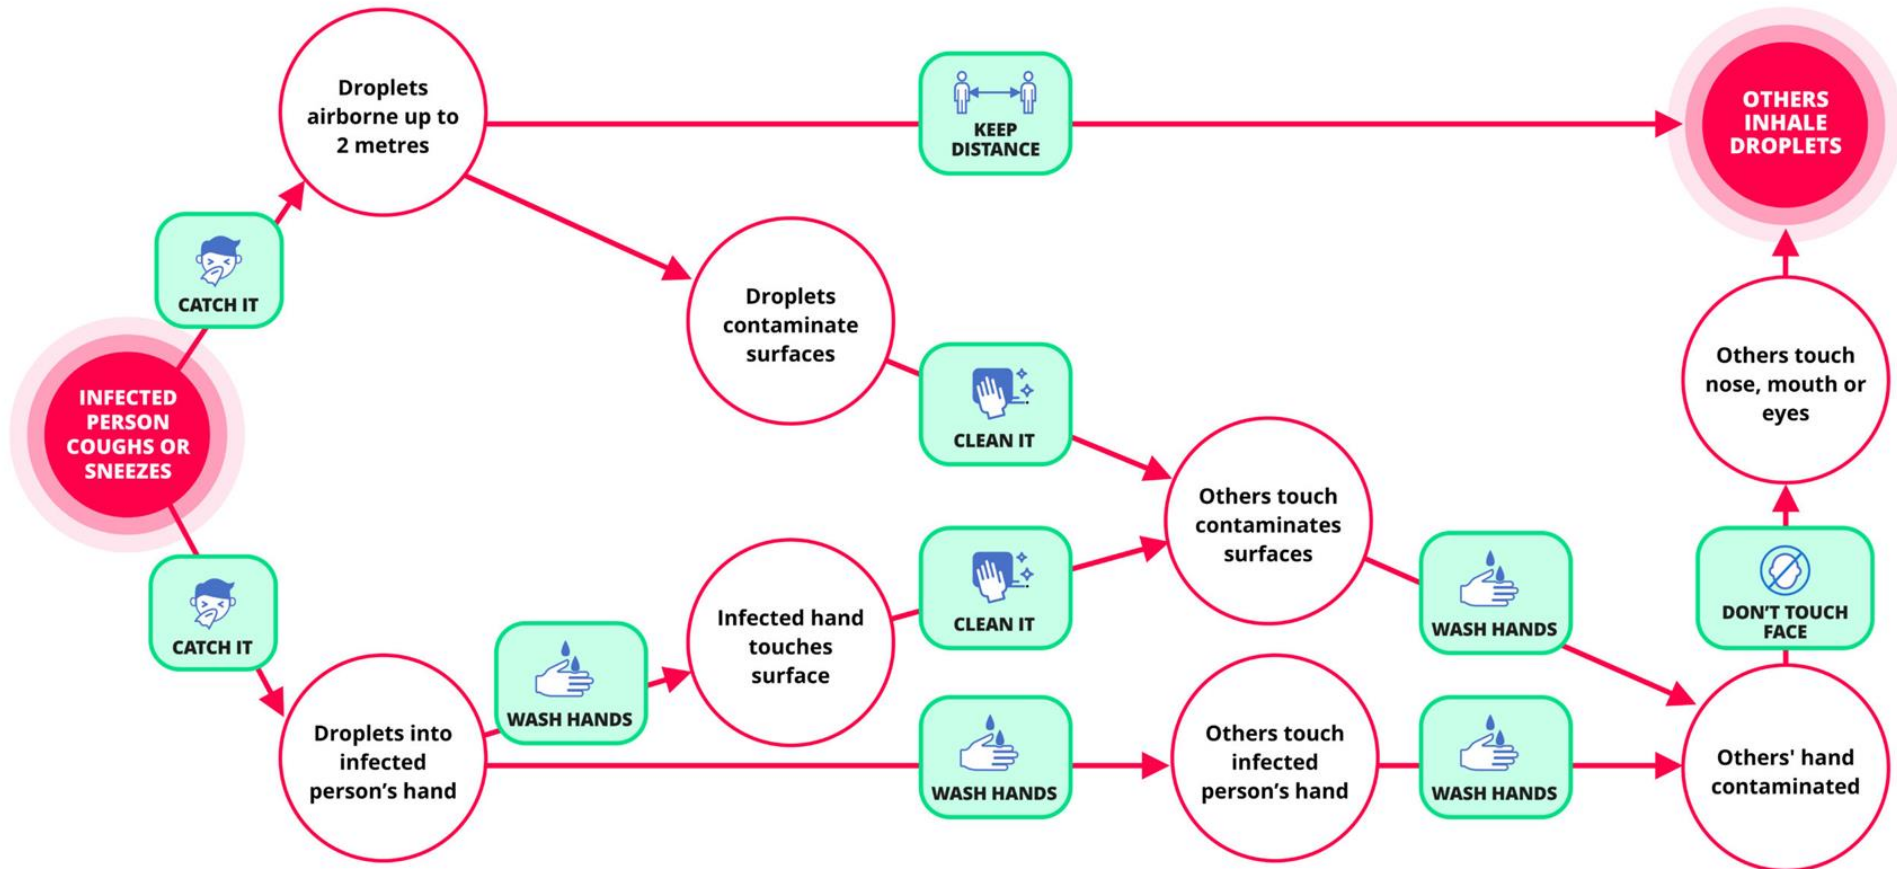 Droplets
airborne up to
2 metres
KEEP
DISTANCE
OTHERS
INHALE
DROPLETS
CATCH IT
Droplets
contaminate
surfaces
INFECTED
PERSON
COUGHS OR
SNEEZES
CLEAN IT
Others touch
nose, mouth or
eyes
Others touch
contaminates
surfaces
CATCH IT
Infected hand
touches
surface
CLEAN IT
WASH HANDS
DON'T TOUCH
FACE
WASH HANDS
Droplets into
infected
person's hand
WASH HANDS
Others touch
infected
person's hand
WASH HANDS
Others' hand
contaminated